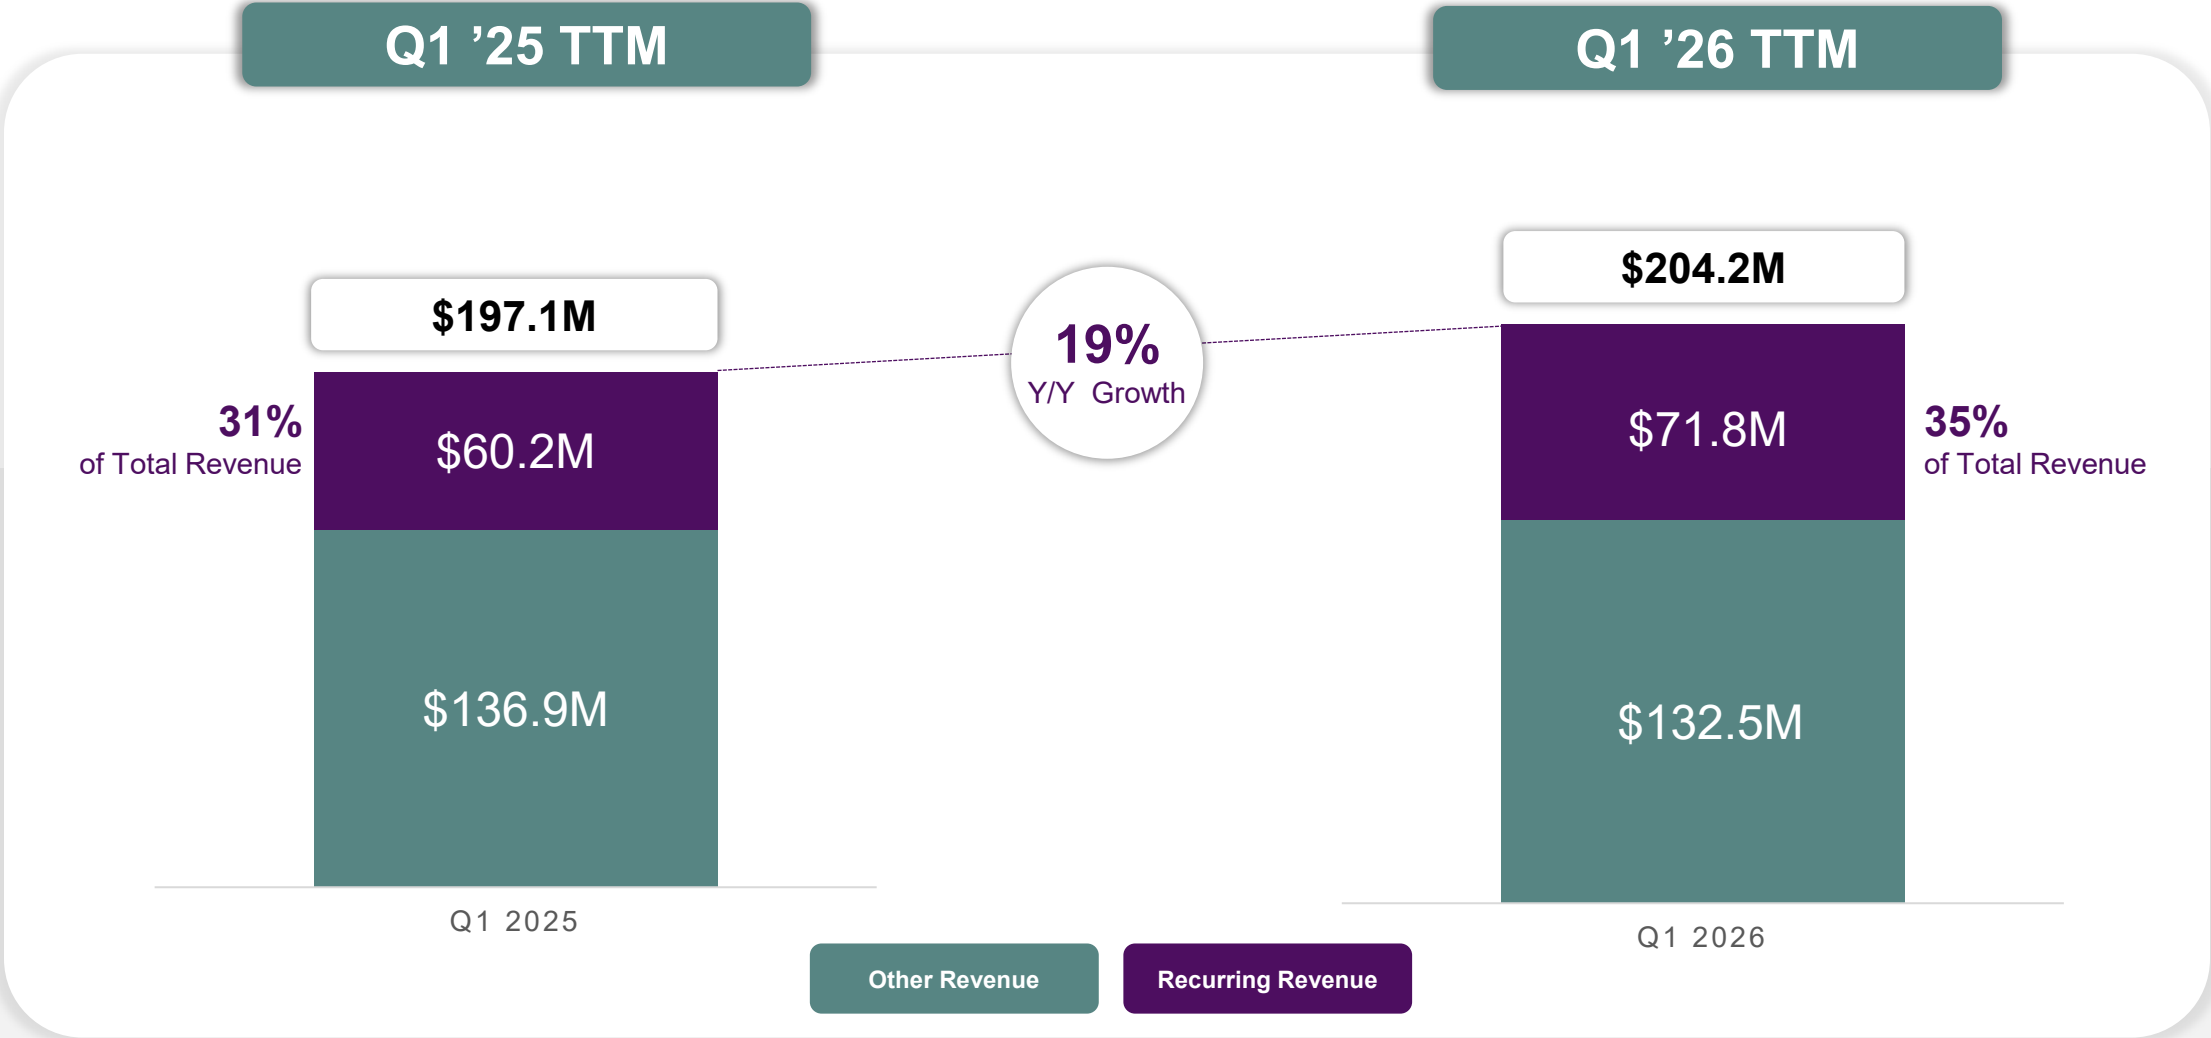 Q1 ’25 TTM
Q1 ’26 TTM
$197.1M
$204.2M
19%
Y/Y Growth
31%
of Total Revenue
$60.2M
$71.8M
35%
of Total Revenue
$136.9M
$132.5M
Q1 2025
Q1 2026
Other Revenue
Recurring Revenue